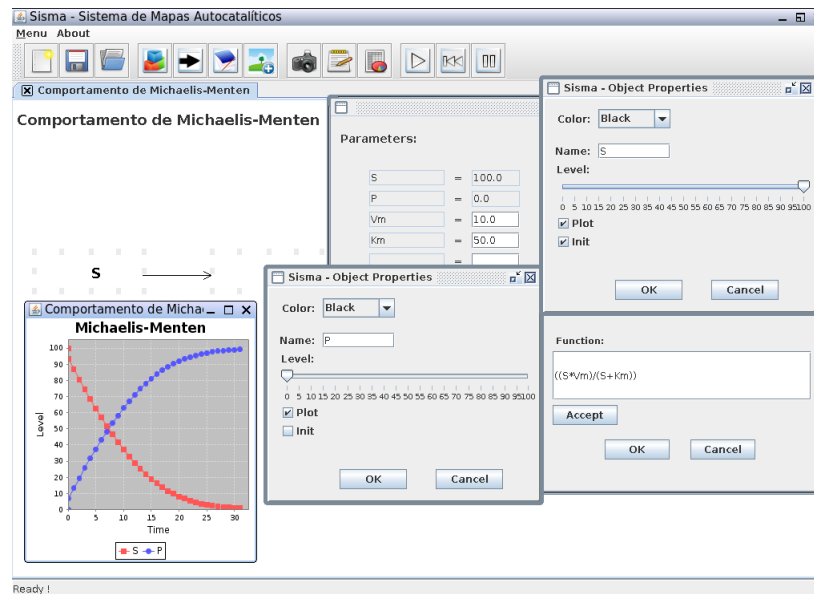 Sisma - Sistema de Mapas Autocatalíticos
Menu About
Comportamento de Michaelis-Menten
Comportamento de Michaelis-Menten
Parameters:
S = 100.0
P = 0.0
Vm = 10.0
Km = 50.0
=
Sisma - Object Properties
Color: Black
Name: S
Level:
0 5 10 15 20 25 30 35 40 45 50 55 60 65 70 75 80 85 90 95 100
Plot
Init
OK Cancel
S
Sisma - Object Properties
Color: Black
Name: P
Level:
0 5 10 15 20 25 30 35 40 45 50 55 60 65 70 75 80 85 90 95 100
Plot
Init
OK Cancel
Function:
((S*Vm)/(S+Km))
Accept
OK Cancel
Comportamento de Micha
Michaelis-Menten
100
90
80
70
60
50
40
30
20
10
0
Level
0 5 10 15 20 25 30
Time
S P
Ready !